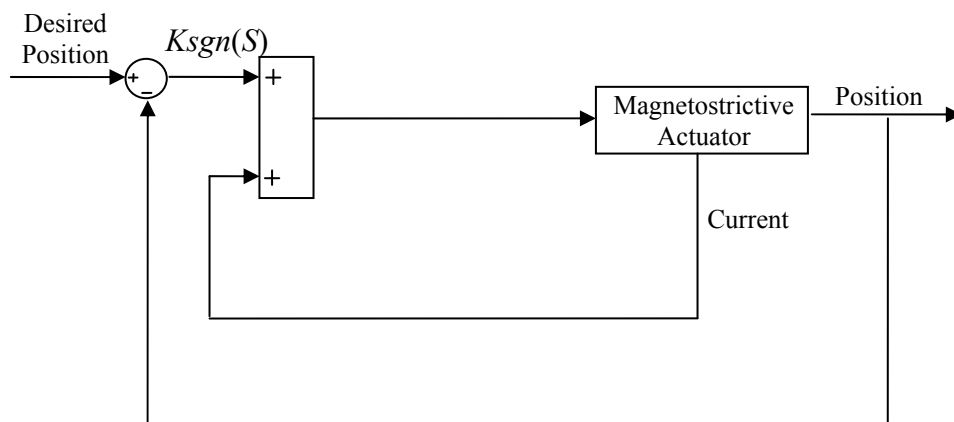 Desired
Position
Ksgn(S)
+
−
+
+
Magnetostrictive
Actuator
Position
Current